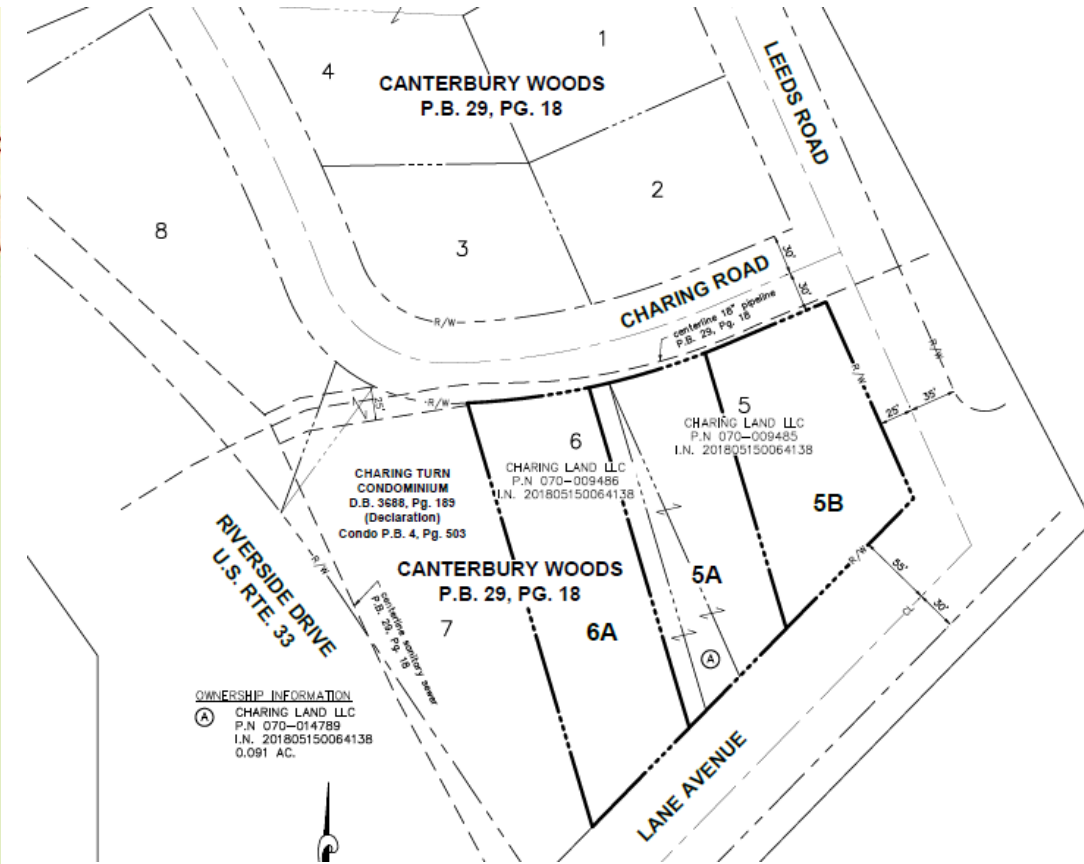 1
4
CANTERBURY WOODS
P.B. 29, PG. 18
LEEDS ROAD
2
8
3
CHARING ROAD
30'
30'
R/W
centerline 18" pipeline
P.B. 29, Pg. 18
R/W
R/W
R/W
25'
25'
35'
5
CHARING LAND LLC
P.N 070-009485
I.N. 201805150064138
6
CHARING LAND LLC
P.N 070-009486
I.N. 201805150064138
CHARING TURN
CONDOMINIUM
D.B. 3688, Pg. 189
(Declaration)
Condo P.B. 4, Pg. 503
5B
RIVERSIDE DRIVE
U.S. RTE. 33
R/W
R/W
CANTERBURY WOODS
P.B. 29, PG. 18
5A
55'
30'
CL
centerline sanitary sewer
P.B. 29, Pg. 18
7
6A
A
OWNERSHIP INFORMATION
A
CHARING LAND LLC
P.N 070-014789
I.N. 201805150064138
0.091 AC.
LANE AVENUE